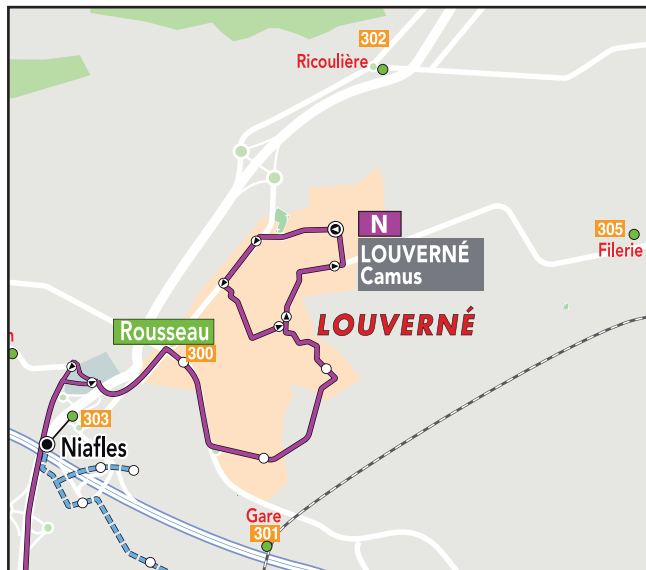 302
Ricoulière
N
LOUVERNÉ
Camus
305
Filerie
LOUVERNÉ
Rousseau
300
n
303
Niafles
Gare
301